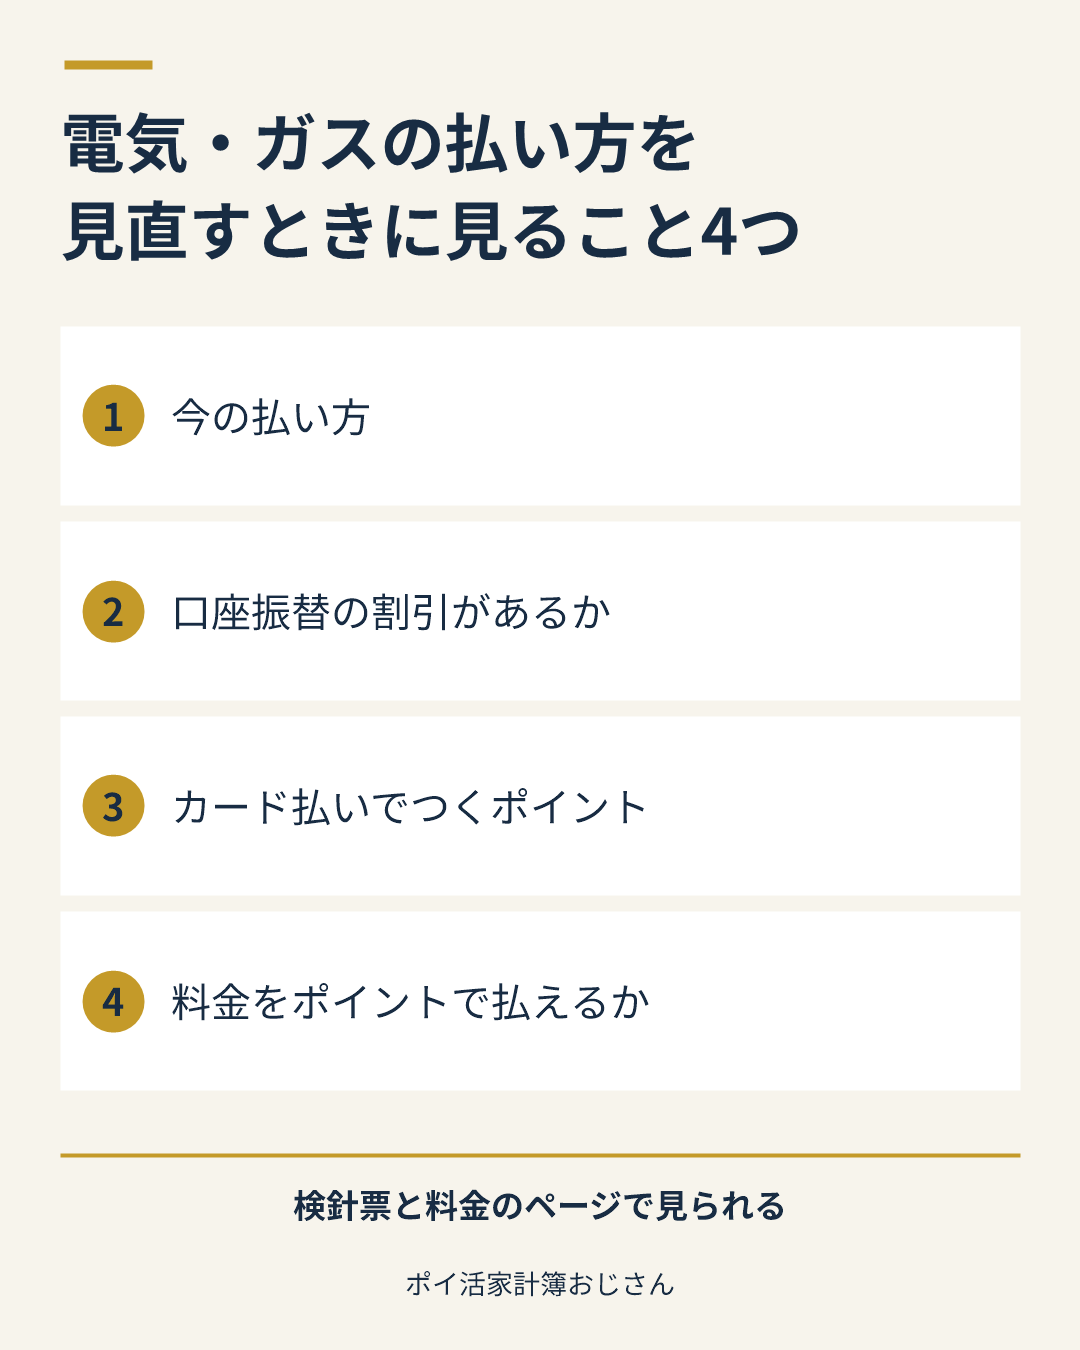 電気・ガスの払い方を
見直すときに見ること4つ
1 今の払い方
2 口座振替の割引があるか
3 カード払いでつくポイント
4 料金をポイントで払えるか
検針票と料金のページで見られる
ポイ活家計簿おじさん